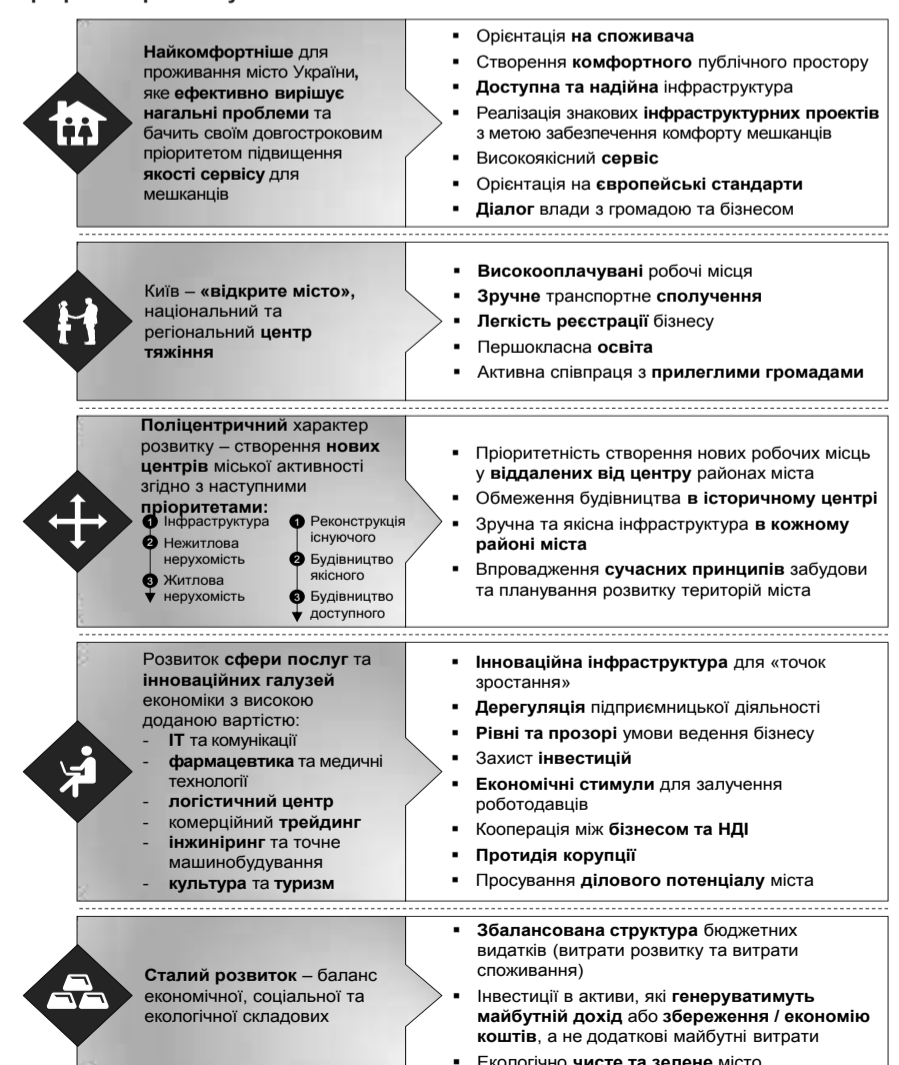 Найкомфортніше для
проживання місто України,
яке ефективно вирішує
нагальні проблеми та
бачить своїм довгостроковим
пріоритетом підвищення
якості сервісу для
мешканців
▪ Орієнтація на споживача
▪ Створення комфортного публічного простору
▪ Доступна та надійна інфраструктура
▪ Реалізація знакових інфраструктурних проектів
з метою забезпечення комфорту мешканців
▪ Високоякісний сервіс
▪ Орієнтація на європейські стандарти
▪ Діалог влади з громадою та бізнесом
Київ – «відкрите місто»,
національний та
регіональний центр
тяжіння
▪ Високооплачувані робочі місця
▪ Зручне транспортне сполучення
▪ Легкість реєстрації бізнесу
▪ Першокласна освіта
▪ Активна співпраця з прилеглими громадами
Поліцентричний характер
розвитку – створення нових
центрів міської активності
згідно з наступними
пріоритетами:
1 Інфраструктура
2 Нежитлова
нерухомість
3 Житлова
нерухомість
1 Реконструкція
існуючого
2 Будівництво
якісного
3 Будівництво
доступного
▪ Пріоритетність створення нових робочих місць
у віддалених від центру районах міста
▪ Обмеження будівництва в історичному центрі
▪ Зручна та якісна інфраструктура в кожному
районі міста
▪ Впровадження сучасних принципів забудови
та планування розвитку територій міста
Розвиток сфери послуг та
інноваційних галузей
економіки з високою
доданою вартістю:
- ІТ та комунікації
- фармацевтика та медичні
технології
- логістичний центр
- комерційний трейдинг
- інжиніринг та точне
машинобудування
- культура та туризм
▪ Інноваційна інфраструктура для «точок
зростання»
▪ Дерегуляція підприємницької діяльності
▪ Рівні та прозорі умови ведення бізнесу
▪ Захист інвестицій
▪ Економічні стимули для залучення
роботодавців
▪ Кооперація між бізнесом та НДІ
▪ Протидія корупції
▪ Просування ділового потенціалу міста
Сталий розвиток – баланс
економічної, соціальної та
екологічної складових
▪ Збалансована структура бюджетних
видатків (витрати розвитку та витрати
споживання)
▪ Інвестиції в активи, які генеруватимуть
майбутній дохід або збереження / економію
коштів, а не додаткові майбутні витрати
▪ Екологічно чисте та зелене місто